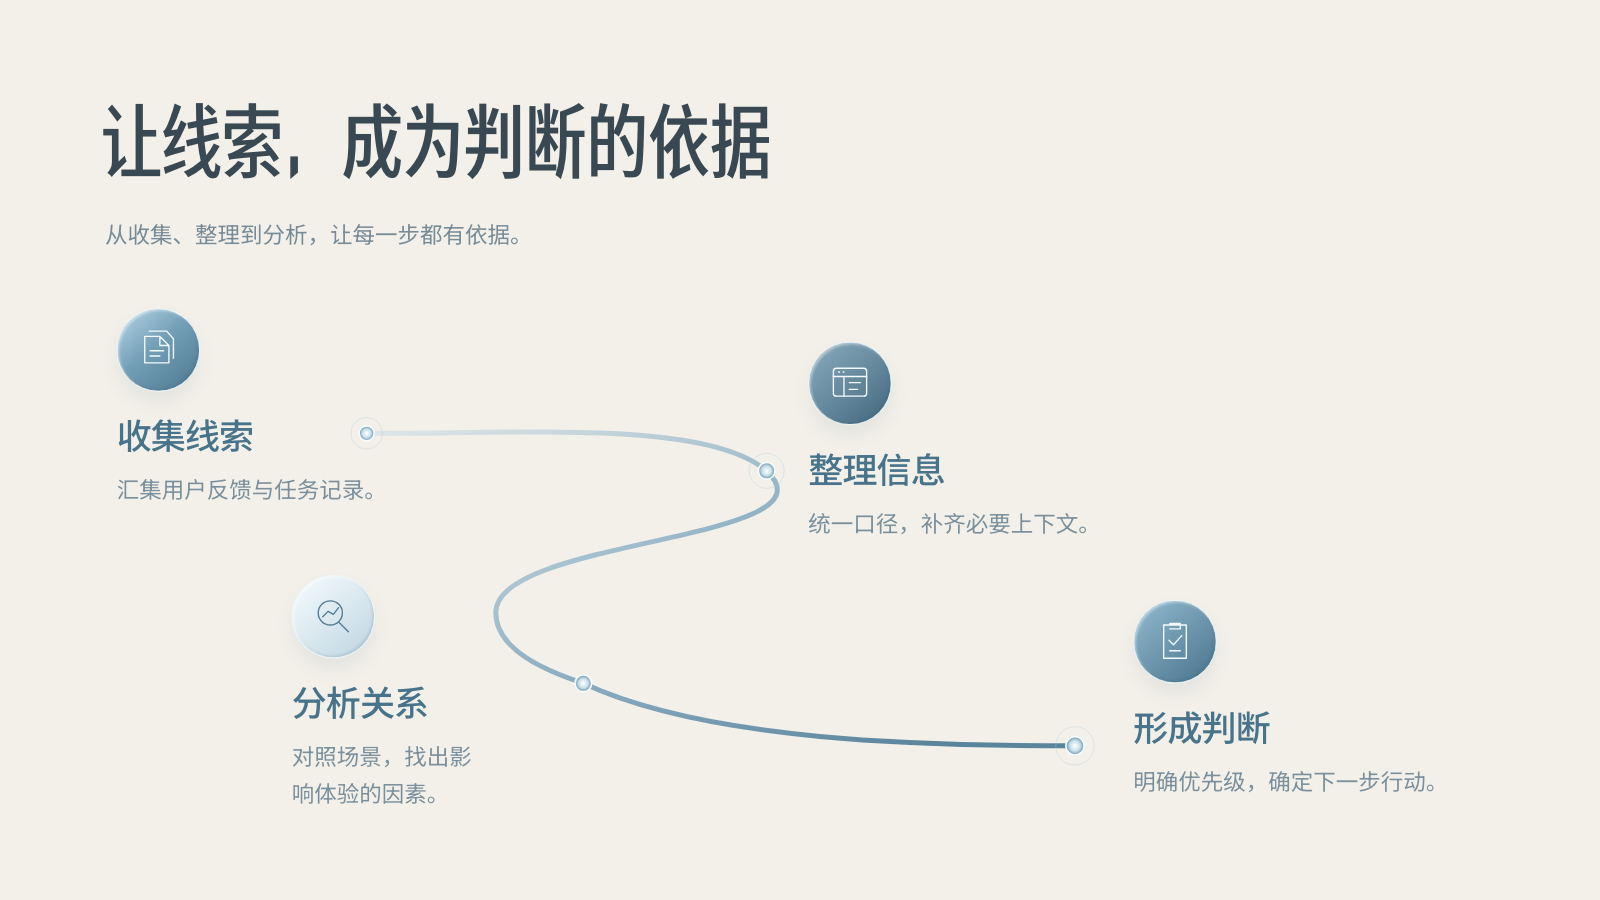 让线索，成为判断的依据
从收集、整理到分析，让每一步都有依据。
收集线索
汇集用户反馈与任务记录。
整理信息
统一口径，补齐必要上下文。
分析关系
对照场景，找出影
响体验的因素。
形成判断
明确优先级，确定下一步行动。